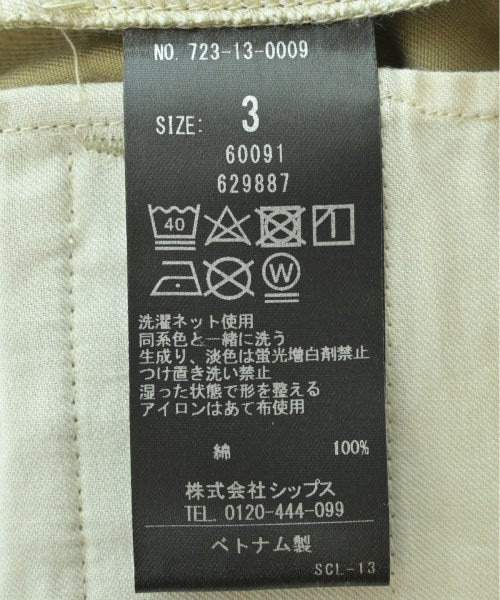 NO. 723-13-0009
SIZE: 3
60091
629887
40
W
洗濯ネット使用
同系色と一緒に洗う
生成り、淡色は蛍光増白剤禁止
つけ置き洗い禁止
湿った状態で形を整える
アイロンはあて布使用
綿 100%
株式会社シップス
TEL. 0120-444-099
ベトナム製
SCL-13